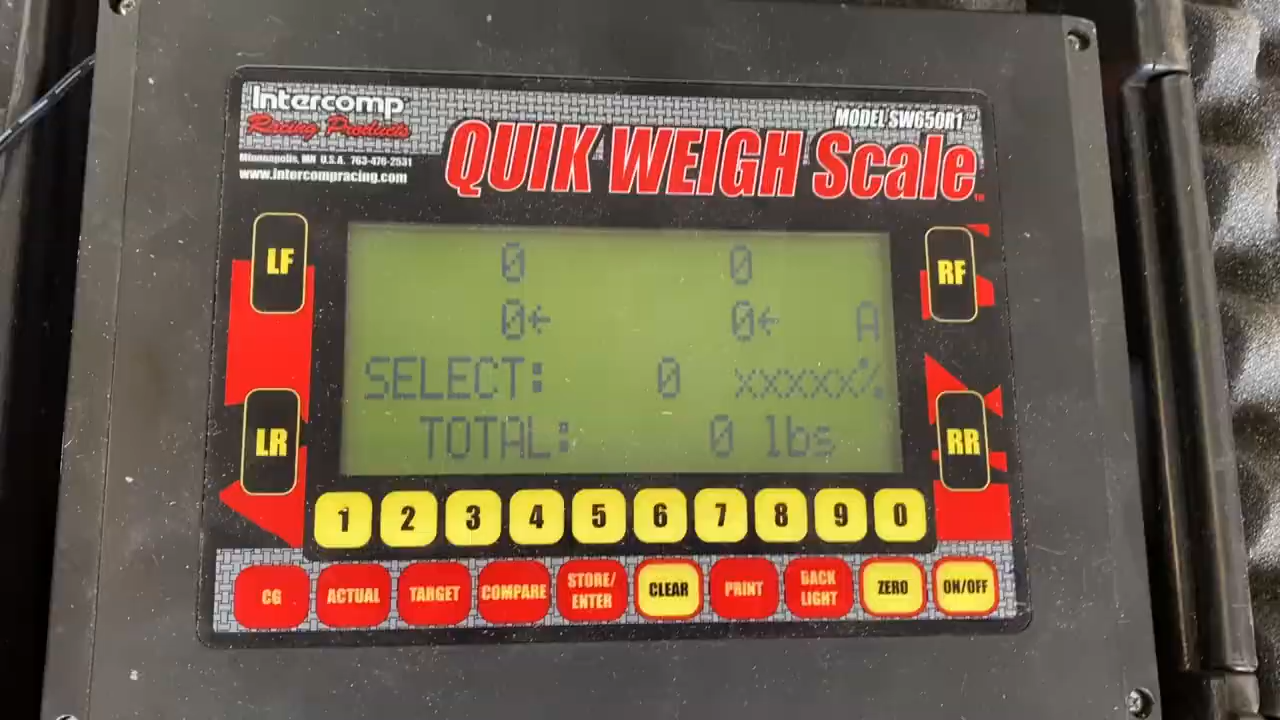 Intercomp
Racing Products
Minneapolis, MN U.S.A. 763-476-2531
www.intercompracing.com
MODEL SW650R1™
QUIK WEIGH Scale™
LF
RF
0 0
0← 0← A
SELECT: 0 xxxxx%
TOTAL: 0 lbs
LR
RR
1 2 3 4 5 6 7 8 9 0
CG
ACTUAL
TARGET
COMPARE
STORE/
ENTER
CLEAR
PRINT
BACK
LIGHT
ZERO
ON/OFF